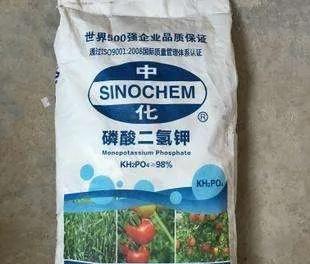 世界500强企业品质保证
通过ISO9001:2008国际质量管理体系认证
中
SINOCHEM
化
®
磷酸二氢钾
Monopotassium Phosphate
KH₂PO₄≥98%
KH₂PO₄